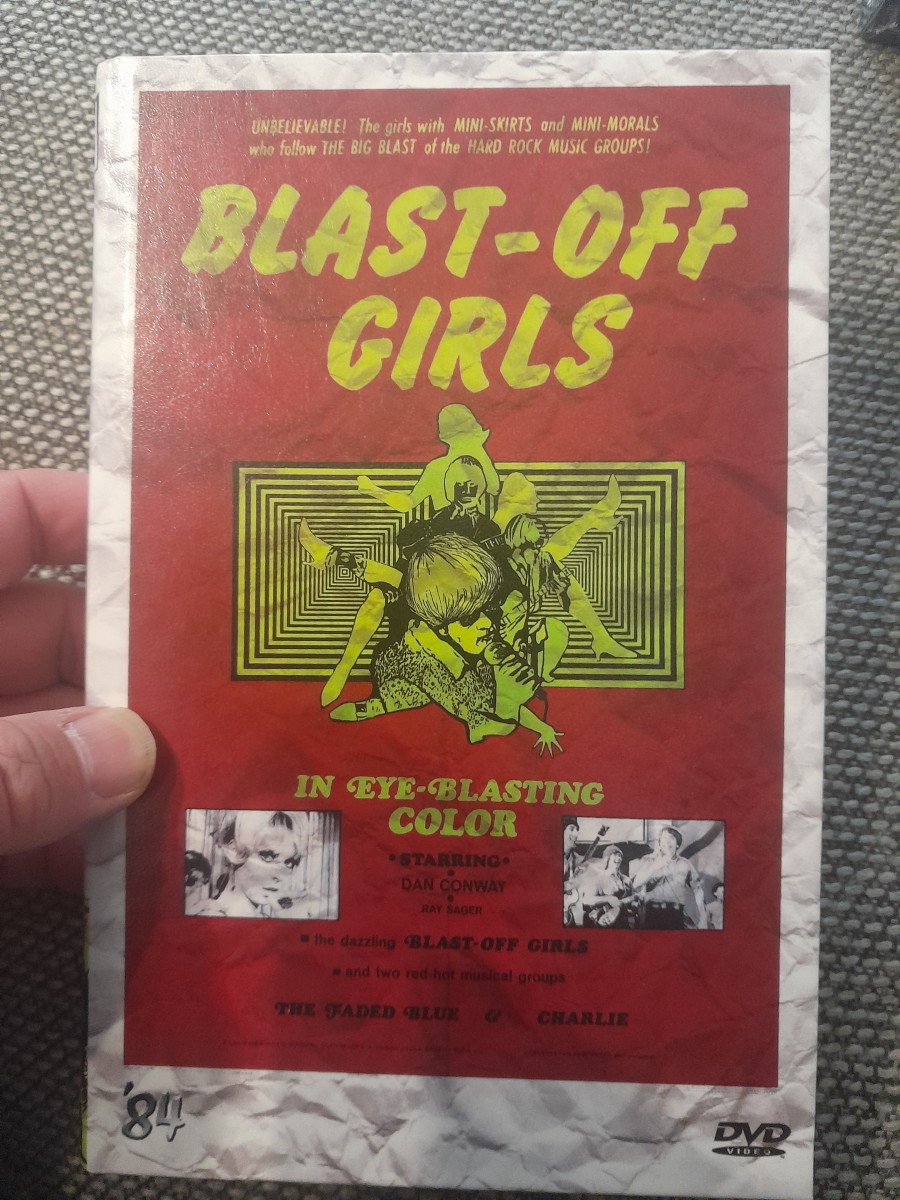 UNBELIEVABLE! The girls with MINI-SKIRTS and MINI-MORALS
who follow THE BIG BLAST of the HARD ROCK MUSIC GROUPS!
BLAST-OFF
GIRLS
IN EYE-BLASTING
COLOR
•STARRING•
DAN CONWAY
RAY SAGER
the dazzling BLAST-OFF GIRLS
and two red-hot musical groups
THE FADED BLUE & CHARLIE
'84
DVD
VIDEO